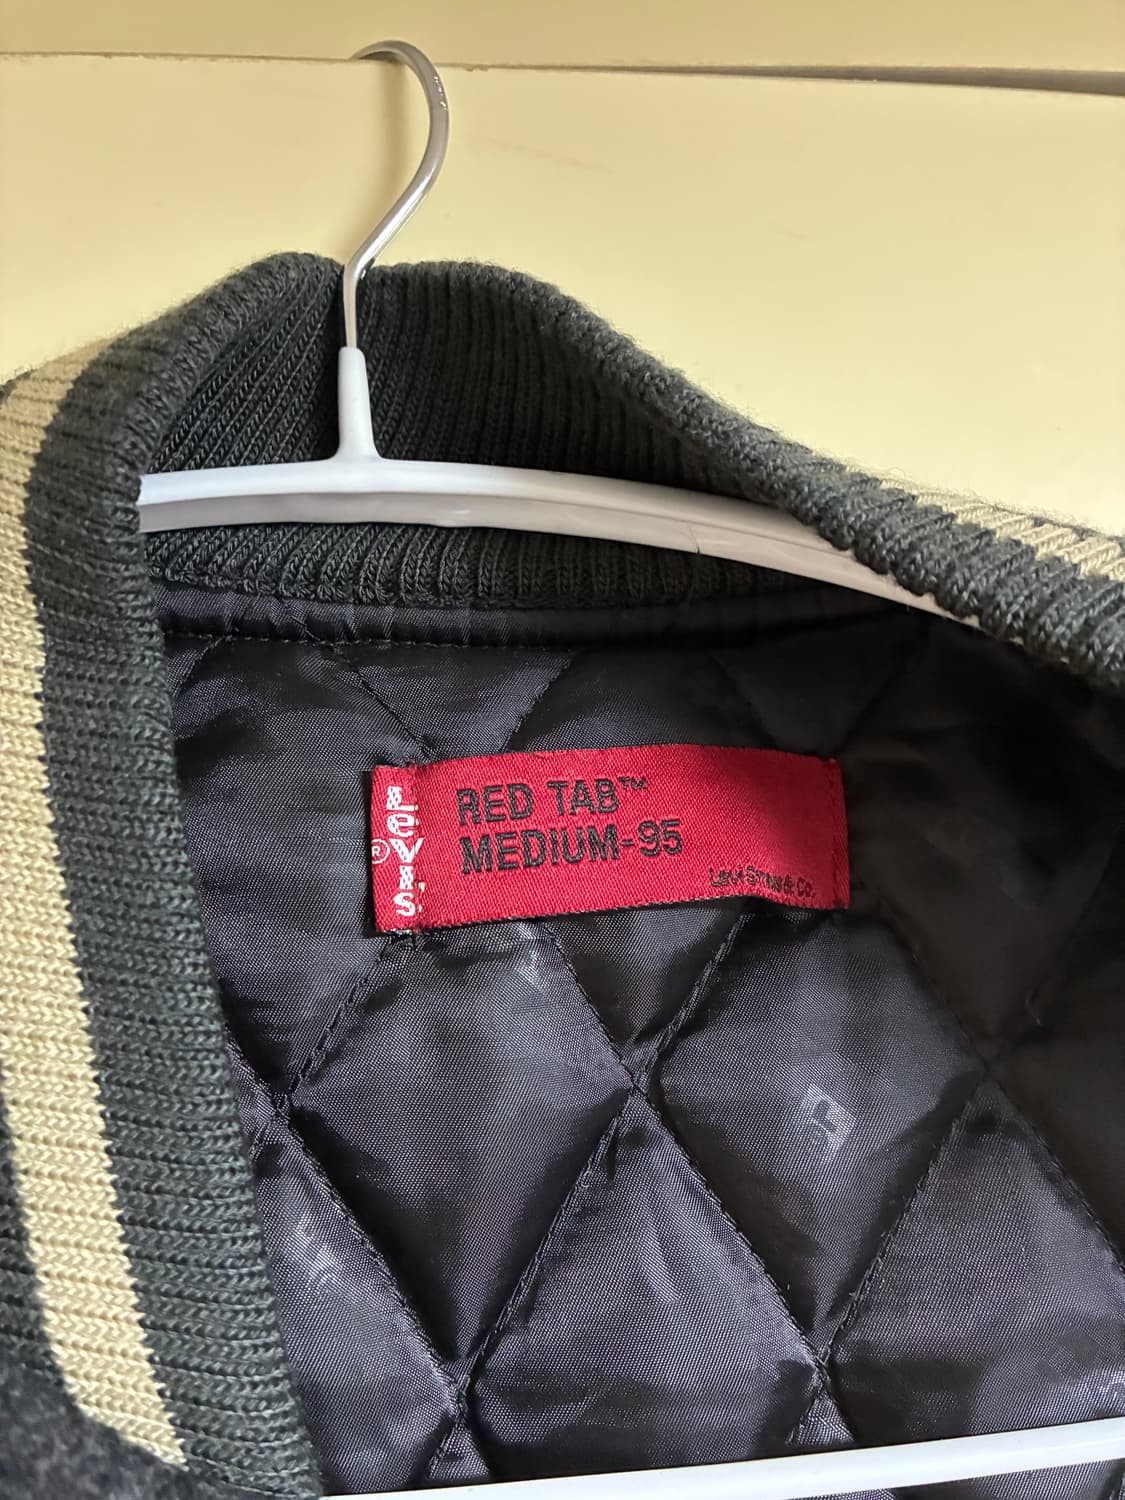 Levi's
®
RED TAB™
MEDIUM-95
Levi Strauss & Co.